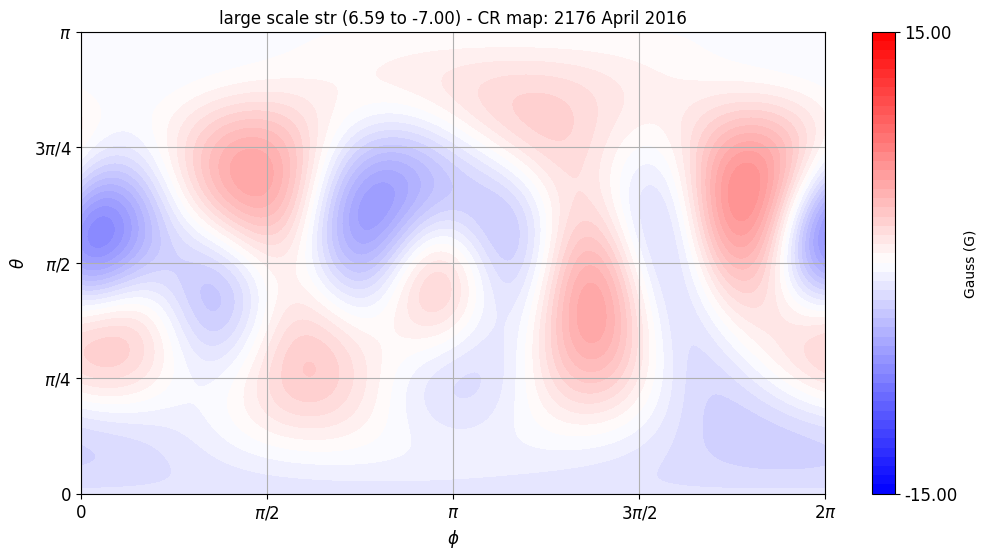 large scale str (6.59 to -7.00) - CR map: 2176 April 2016
π
3π/4
π/2
π/4
0
θ
0
π/2
π
3π/2
2π
ϕ
15.00
-15.00
Gauss (G)